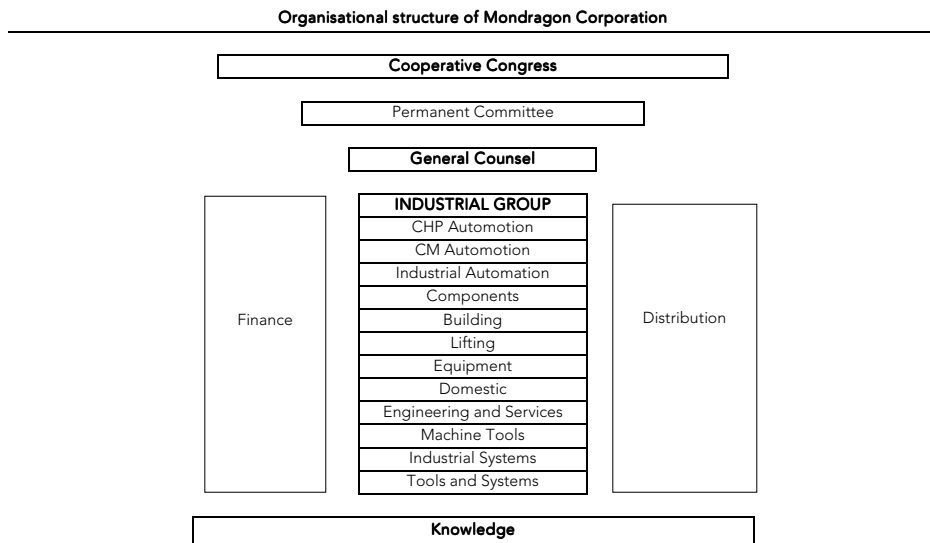 Organisational structure of Mondragon Corporation
Cooperative Congress
Permanent Committee
General Counsel
INDUSTRIAL GROUP
CHP Automotion
CM Automotion
Industrial Automation
Components
Building
Lifting
Equipment
Domestic
Engineering and Services
Machine Tools
Industrial Systems
Tools and Systems
Finance
Distribution
Knowledge